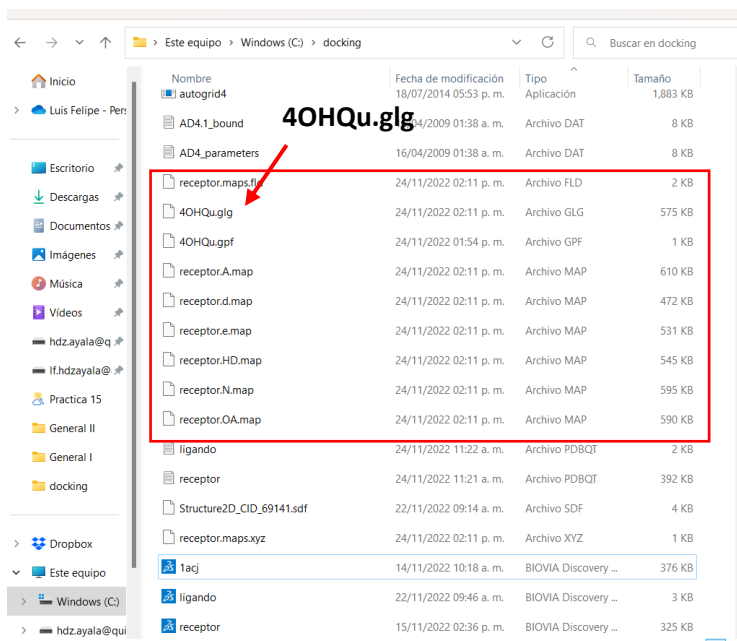 Este equipo > Windows (C:) > docking
Buscar en docking
Inicio
Luis Felipe - Pers
Escritorio
Descargas
Documentos
Imágenes
Música
Vídeos
hdz.ayala@q
lf.hdzayala@
Practica 15
General II
General I
docking
Dropbox
Este equipo
Windows (C:)
hdz.ayala@qui
Nombre Fecha de modificación Tipo Tamaño
autogrid4 18/07/2014 05:53 p. m. Aplicación 1,883 KB
4OHQu.glg
AD4.1_bound /04/2009 01:38 a. m. Archivo DAT 8 KB
AD4_parameters 16/04/2009 01:38 a. m. Archivo DAT 8 KB
receptor.maps.fld 24/11/2022 02:11 p. m. Archivo FLD 2 KB
4OHQu.glg 24/11/2022 02:11 p. m. Archivo GLG 575 KB
4OHQu.gpf 24/11/2022 01:54 p. m. Archivo GPF 1 KB
receptor.A.map 24/11/2022 02:11 p. m. Archivo MAP 610 KB
receptor.d.map 24/11/2022 02:11 p. m. Archivo MAP 472 KB
receptor.e.map 24/11/2022 02:11 p. m. Archivo MAP 531 KB
receptor.HD.map 24/11/2022 02:11 p. m. Archivo MAP 545 KB
receptor.N.map 24/11/2022 02:11 p. m. Archivo MAP 595 KB
receptor.OA.map 24/11/2022 02:11 p. m. Archivo MAP 590 KB
ligando 24/11/2022 11:22 a. m. Archivo PDBQT 2 KB
receptor 24/11/2022 11:21 a. m. Archivo PDBQT 392 KB
Structure2D_CID_69141.sdf 22/11/2022 09:14 a. m. Archivo SDF 4 KB
receptor.maps.xyz 24/11/2022 02:11 p. m. Archivo XYZ 1 KB
1acj 14/11/2022 10:18 a. m. BIOVIA Discovery ... 376 KB
ligando 22/11/2022 09:46 a. m. BIOVIA Discovery ... 3 KB
receptor 15/11/2022 02:36 p. m. BIOVIA Discovery ... 325 KB